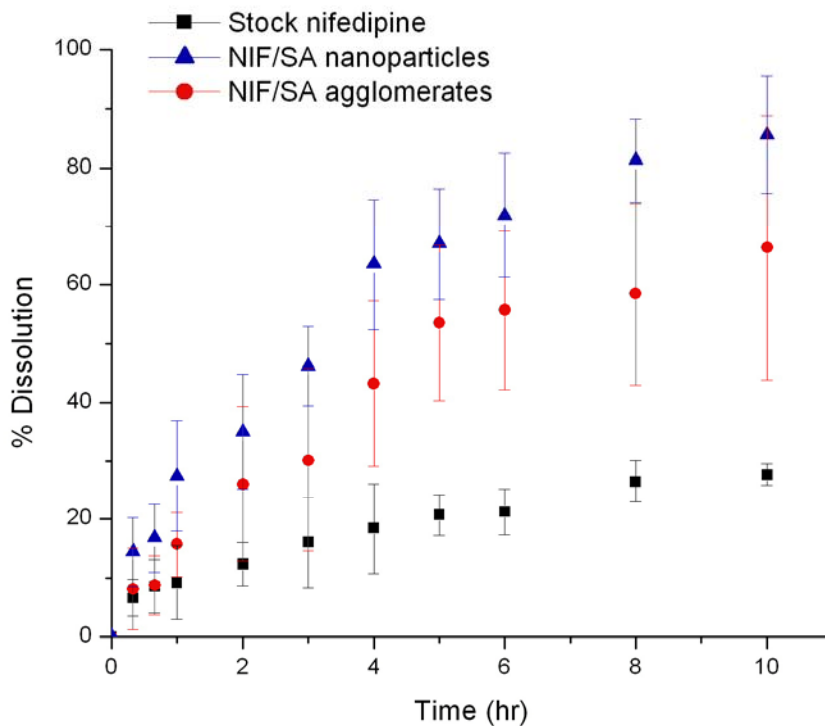 Stock nifedipine
NIF/SA nanoparticles
NIF/SA agglomerates
100
80
60
40
20
0
% Dissolution
0 2 4 6 8 10
Time (hr)